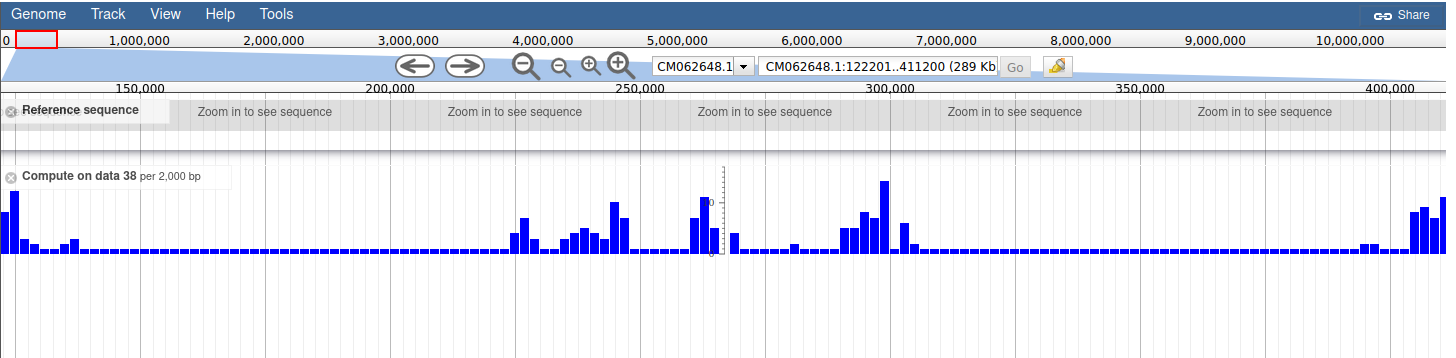 Genome Track View Help Tools Share
0 1,000,000 2,000,000 3,000,000 4,000,000 5,000,000 6,000,000 7,000,000 8,000,000 9,000,000 10,000,000
CM062648.1 CM062648.1:122201..411200 (289 Kb Go
150,000 200,000 250,000 300,000 350,000 400,000
Reference sequence Zoom in to see sequence Zoom in to see sequence Zoom in to see sequence Zoom in to see sequence Zoom in to see sequence
Compute on data 38 per 2,000 bp